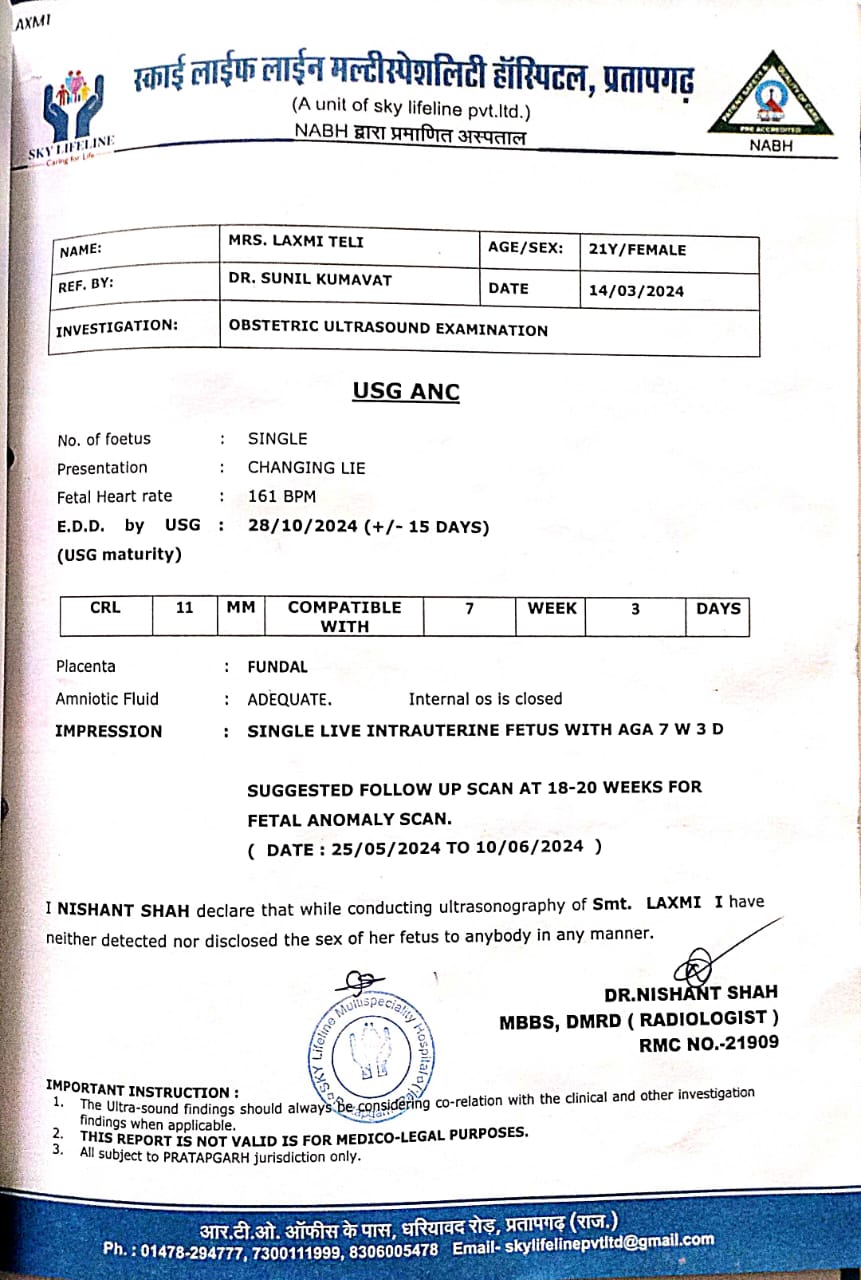 AXMI
स्काई लाईफ लाईन मल्टीस्पेशलिटी हॉस्पिटल, प्रतापगढ़
(A unit of sky lifeline pvt.ltd.)
NABH द्वारा प्रमाणित अस्पताल
SKY LIFELINE
Caring for Life
PATIENT SAFETY & QUALITY OF CARE
PRE ACCREDITED
NABH
NAME: MRS. LAXMI TELI AGE/SEX: 21Y/FEMALE
REF. BY: DR. SUNIL KUMAVAT DATE 14/03/2024
INVESTIGATION: OBSTETRIC ULTRASOUND EXAMINATION
USG ANC
No. of foetus : SINGLE
Presentation : CHANGING LIE
Fetal Heart rate : 161 BPM
E.D.D. by USG : 28/10/2024 (+/- 15 DAYS)
(USG maturity)
CRL 11 MM COMPATIBLE WITH 7 WEEK 3 DAYS
Placenta : FUNDAL
Amniotic Fluid : ADEQUATE. Internal os is closed
IMPRESSION : SINGLE LIVE INTRAUTERINE FETUS WITH AGA 7 W 3 D
SUGGESTED FOLLOW UP SCAN AT 18-20 WEEKS FOR
FETAL ANOMALY SCAN.
( DATE : 25/05/2024 TO 10/06/2024 )
I NISHANT SHAH declare that while conducting ultrasonography of Smt. LAXMI I have
neither detected nor disclosed the sex of her fetus to anybody in any manner.
DR.NISHANT SHAH
MBBS, DMRD ( RADIOLOGIST )
RMC NO.-21909
SKY Lifeline Multispeciality Hospital
IMPORTANT INSTRUCTION :
1. The Ultra-sound findings should always be considering co-relation with the clinical and other investigation
findings when applicable.
2. THIS REPORT IS NOT VALID IS FOR MEDICO-LEGAL PURPOSES.
3. All subject to PRATAPGARH jurisdiction only.
आर.टी.ओ. ऑफीस के पास, धरियावद रोड़, प्रतापगढ़ (राज.)
Ph. : 01478-294777, 7300111999, 8306005478 Email- skylifelinepvtltd@gmail.com